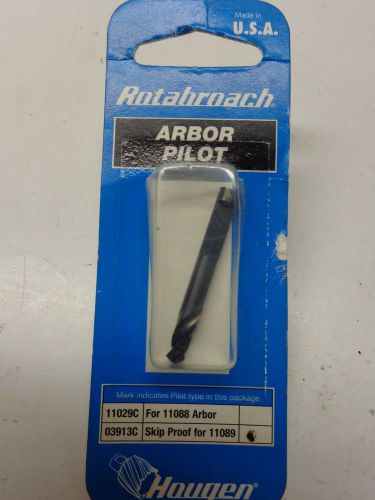 Made in
U.S.A.
Rotabroach
ARBOR
PILOT
Mark indicates Pilot type in this package
11029C For 11088 Arbor
03913C Skip Proof for 11089
Hougen